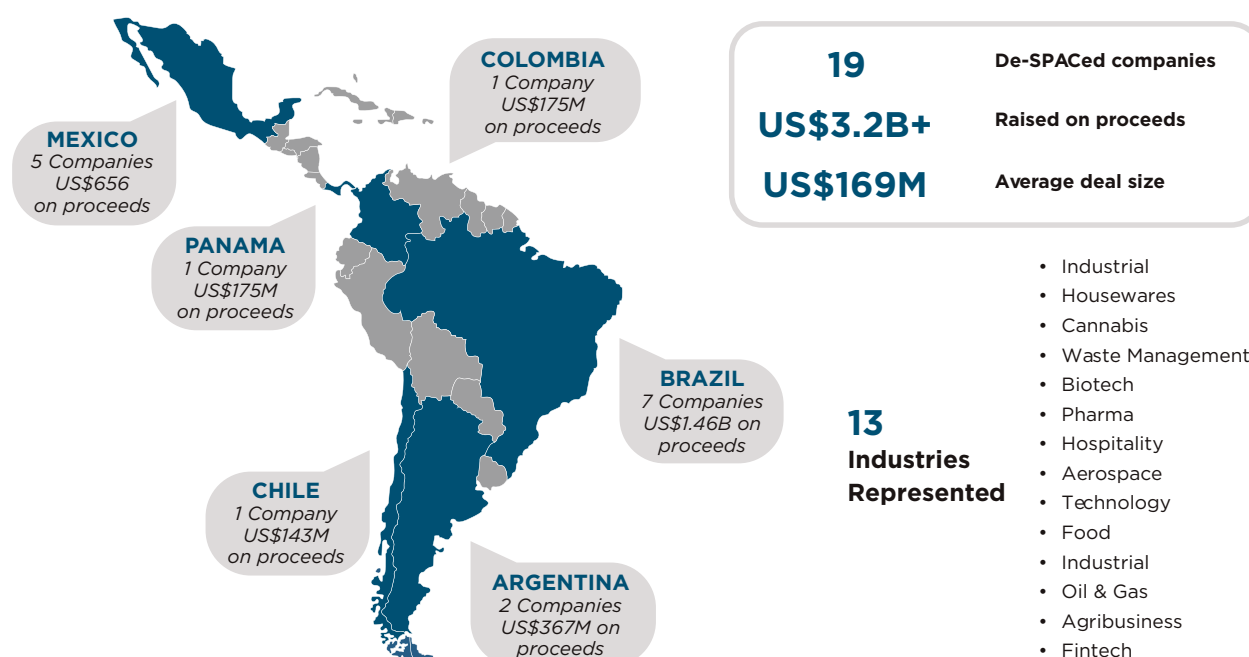 COLOMBIA
1 Company
US$175M
on proceeds
MEXICO
5 Companies
US$656
on proceeds
PANAMA
1 Company
US$175M
on proceeds
BRAZIL
7 Companies
US$1.46B on
proceeds
CHILE
1 Company
US$143M
on proceeds
ARGENTINA
2 Companies
US$367M on
proceeds
19 De-SPACed companies
US$3.2B+ Raised on proceeds
US$169M Average deal size
13
Industries
Represented
• Industrial
• Housewares
• Cannabis
• Waste Management
• Biotech
• Pharma
• Hospitality
• Aerospace
• Technology
• Food
• Industrial
• Oil & Gas
• Agribusiness
• Fintech